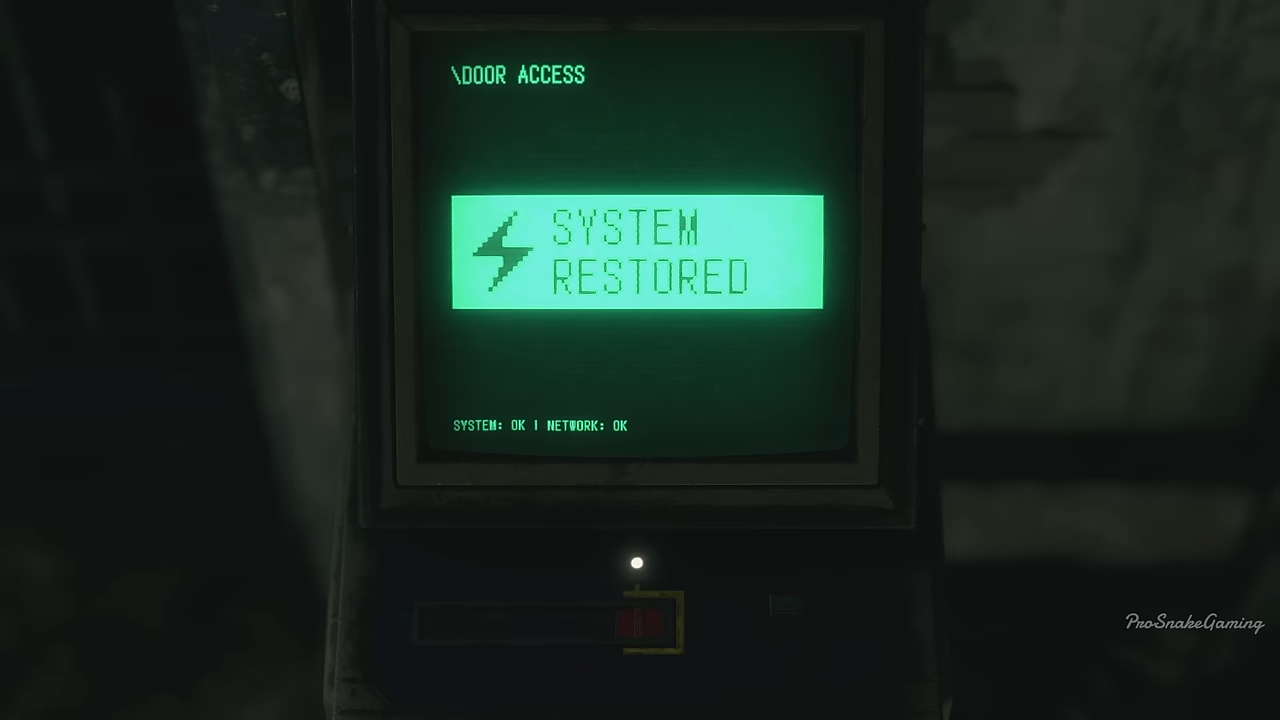 \DOOR ACCESS
SYSTEM
RESTORED
SYSTEM: OK | NETWORK: OK
ProSnakeGaming